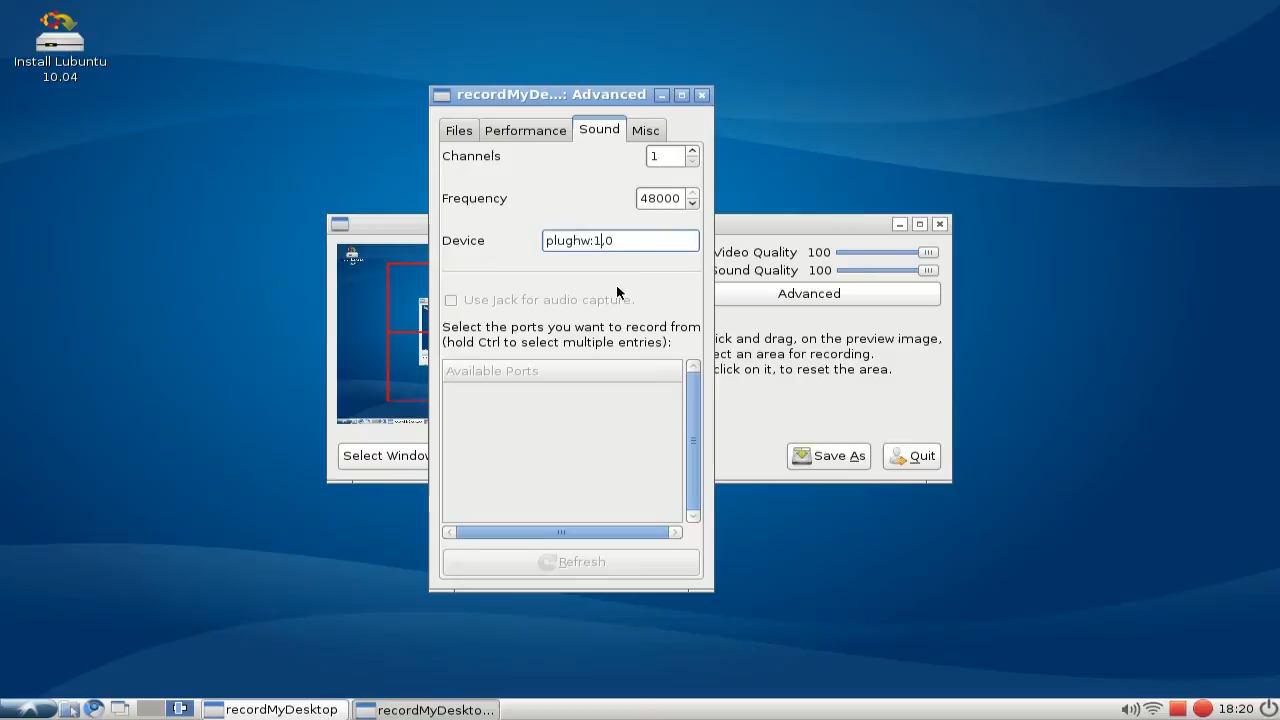 Install Lubuntu
10.04
recordMyDe...: Advanced
Files
Performance
Sound
Misc
Channels
1
Frequency
48000
Device
plughw:1,0
Use Jack for audio capture.
Select the ports you want to record from
(hold Ctrl to select multiple entries):
Available Ports
Refresh
Video Quality 100
Sound Quality 100
Advanced
ick and drag, on the preview image,
ect an area for recording.
click on it, to reset the area.
Select Window
Save As
Quit
recordMyDesktop
recordMyDeskto...
18:20